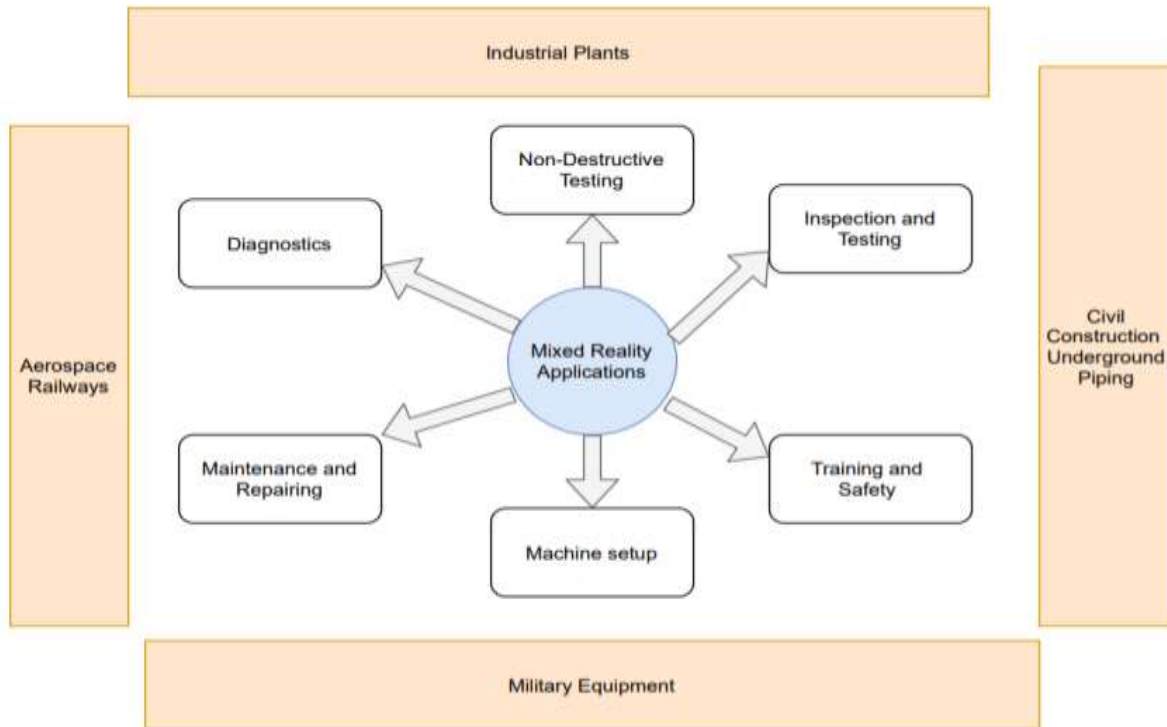 Industrial Plants
Non-Destructive
Testing
Inspection and
Testing
Diagnostics
Mixed Reality
Applications
Aerospace
Railways
Civil
Construction
Underground
Piping
Maintenance and
Repairing
Training and
Safety
Machine setup
Military Equipment